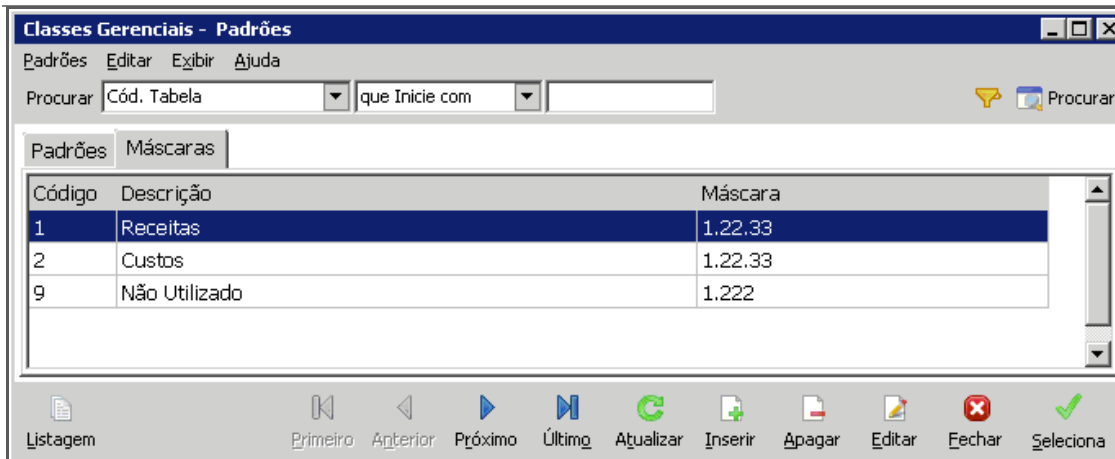 Classes Gerenciais - Padrões
Padrões Editar Exibir Ajuda
Procurar Cód. Tabela que Inicie com Procurar
Padrões Máscaras
Código Descrição Máscara
1 Receitas 1.22.33
2 Custos 1.22.33
9 Não Utilizado 1.222
Listagem Primeiro Anterior Próximo Último Atualizar Inserir Apagar Editar Fechar Seleciona